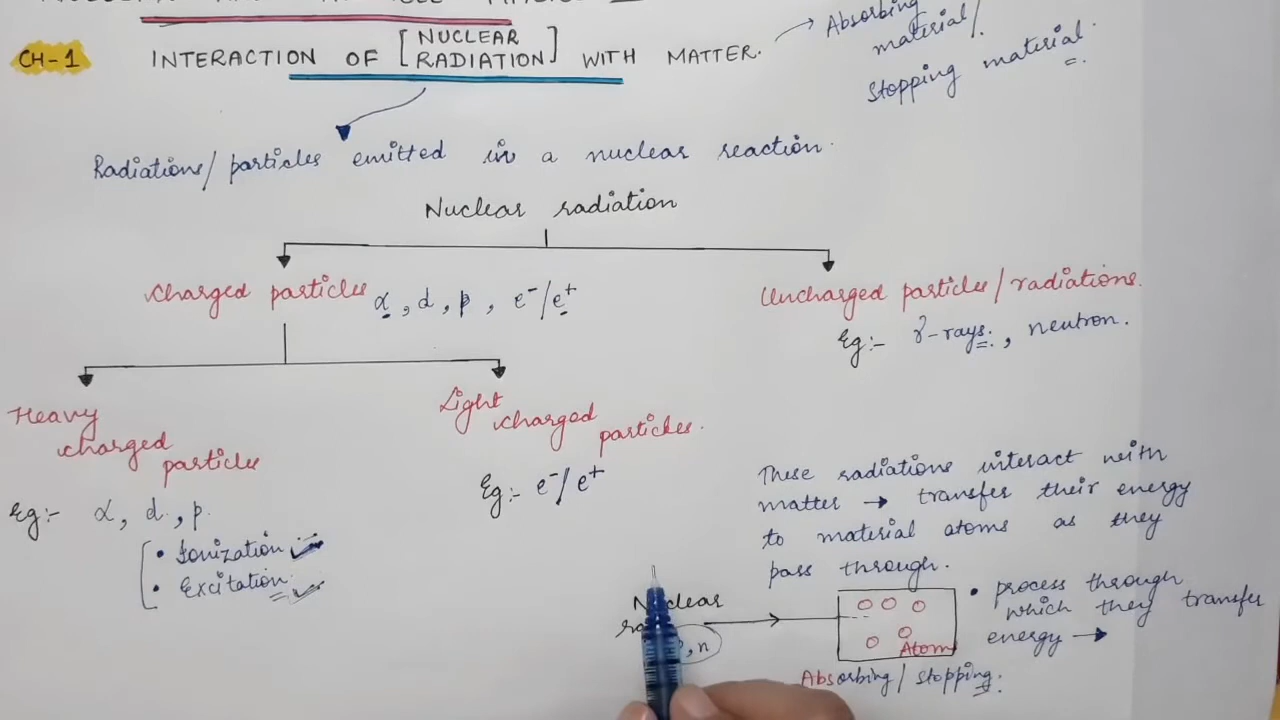 CH-1
INTERACTION OF [NUCLEAR RADIATION] WITH MATTER.
Absorbing
material/
Stopping material.
Radiations/particles emitted in a nuclear reaction.
Nuclear radiation
Charged particles α, d, p, e⁻/e⁺
Uncharged particles/radiations.
Eg:- γ-rays., neutron.
Heavy
charged
particles
Eg:- α, d, p.
• Ionization
• Excitation
Light
charged
particles.
Eg:- e⁻/e⁺
These radiations interact with
matter → transfer their energy
to material atoms as they
pass through.
Nuclear
, n
Atom
Absorbing/stopping.
• process through
which they transfer
energy →